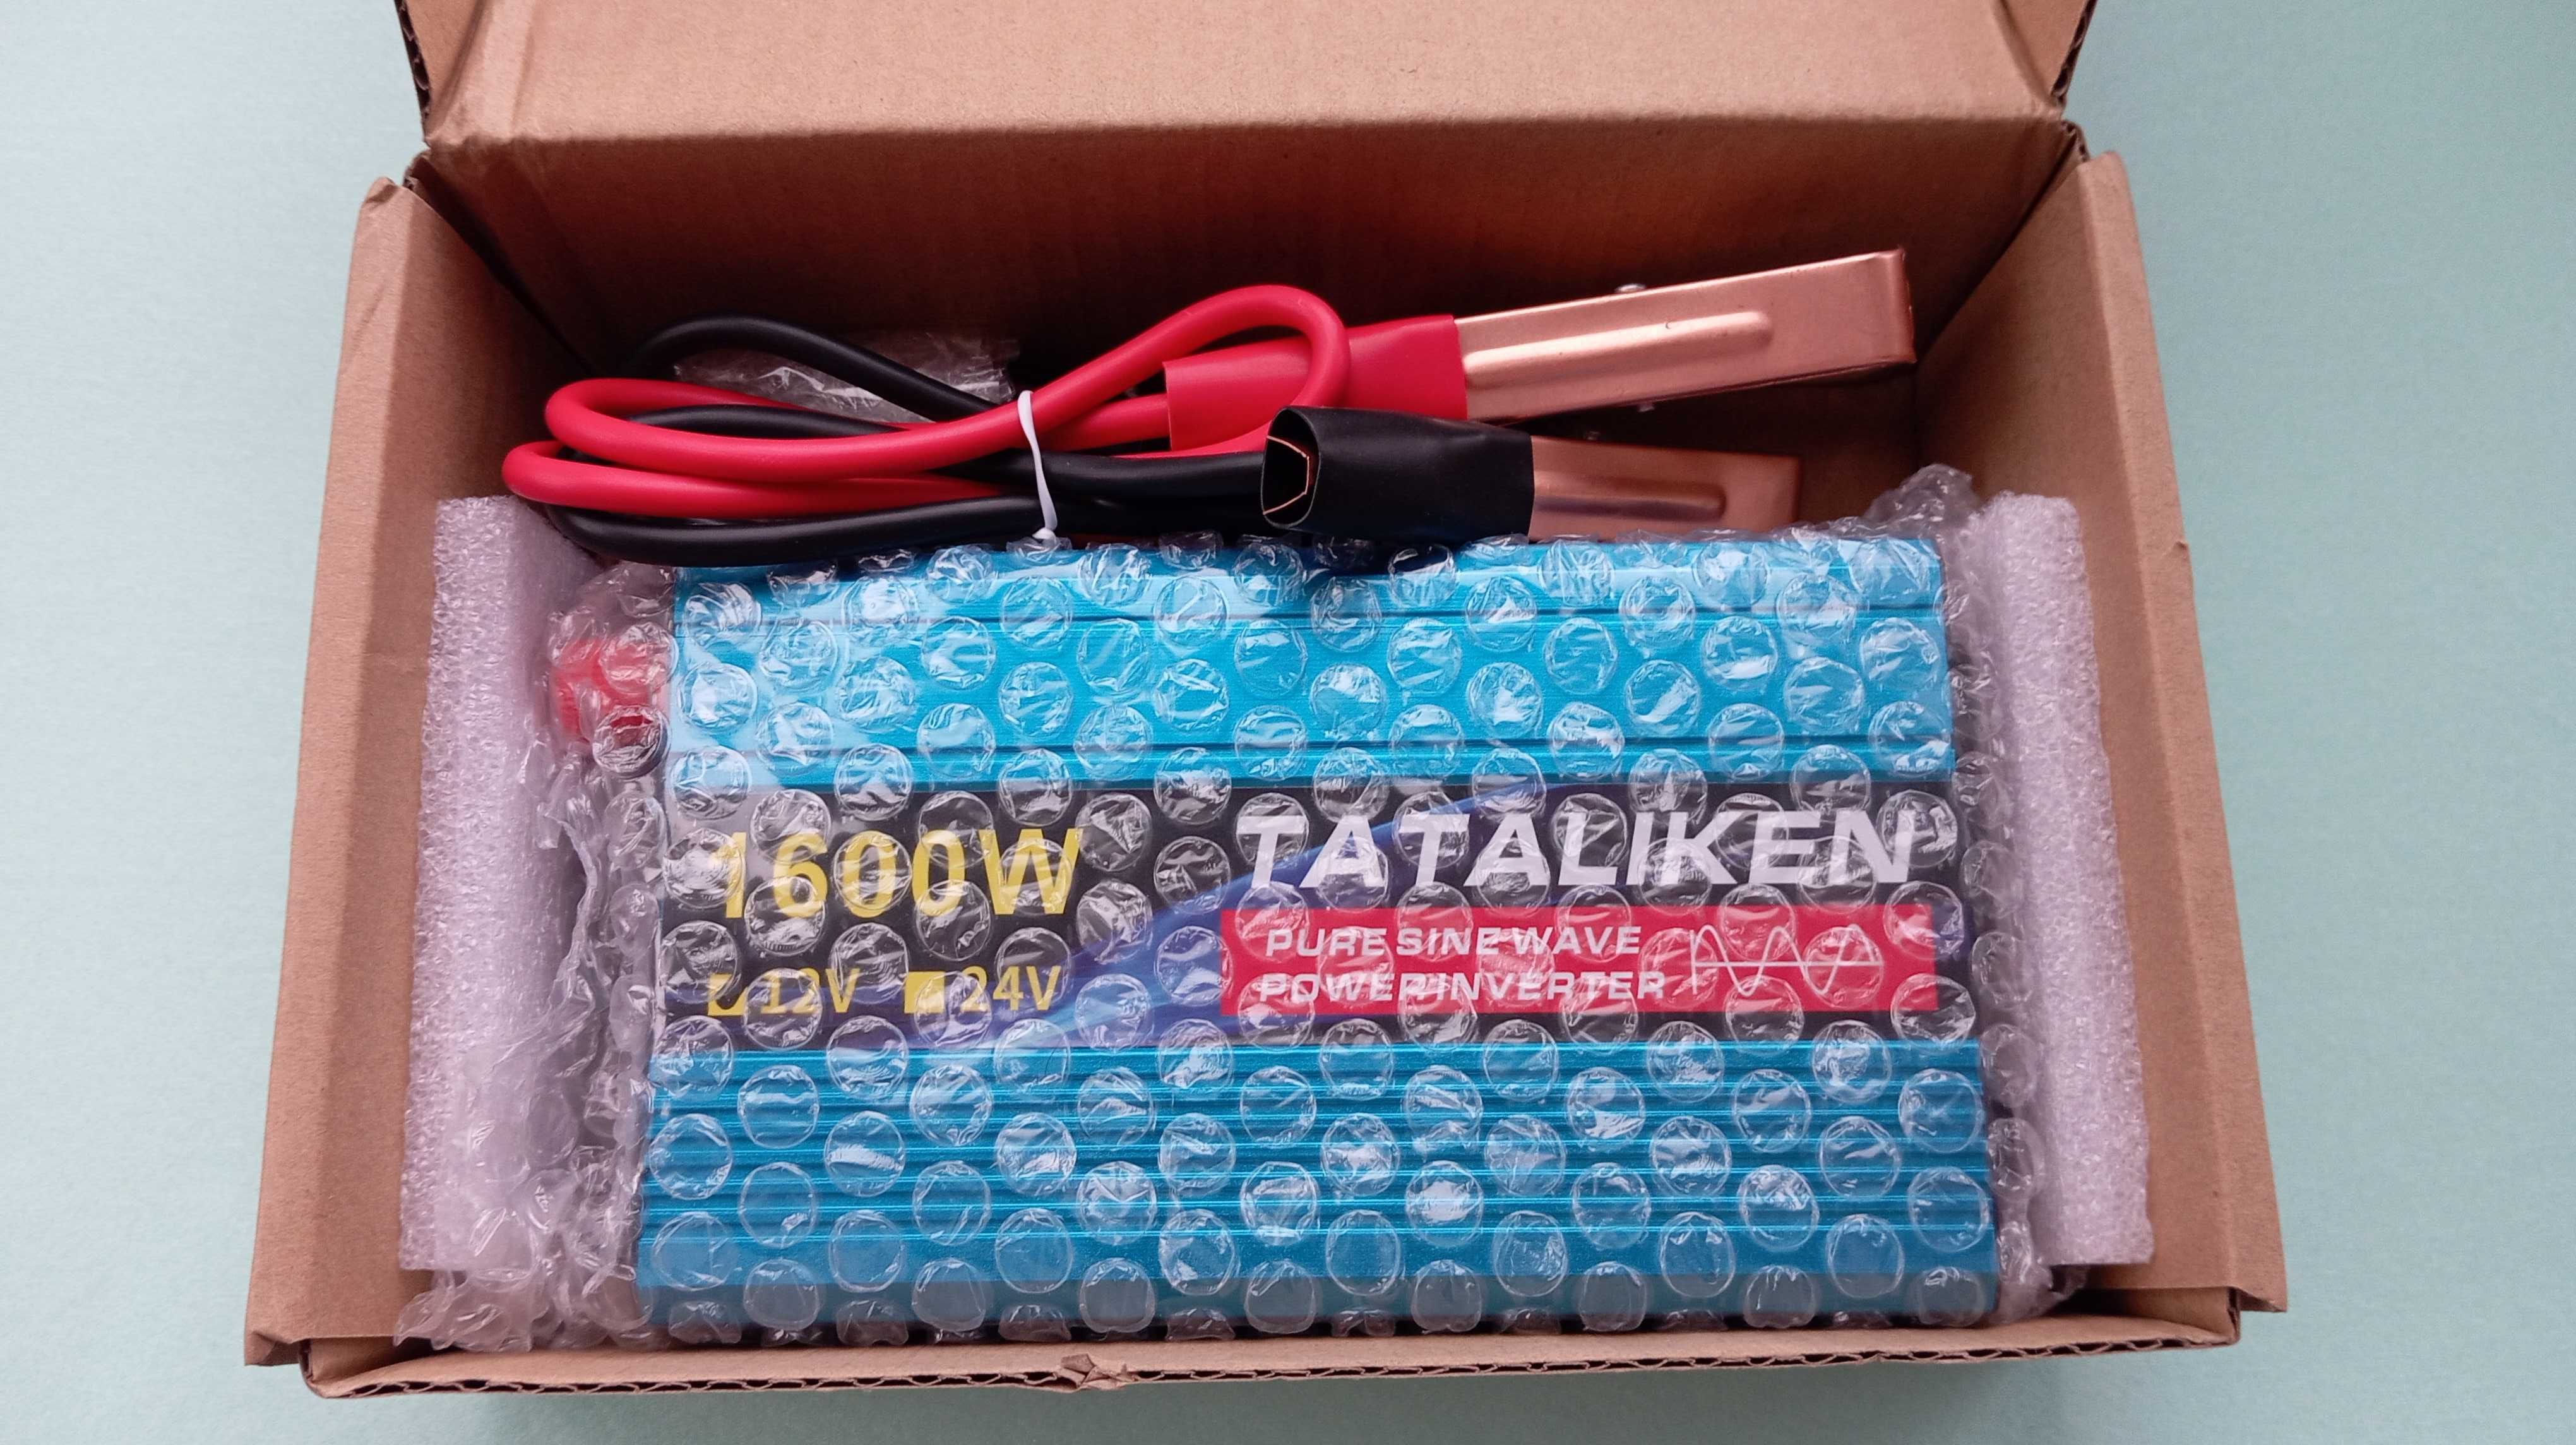 1600W
12V 24V
TATALIKEN
PURE SINE WAVE
POWER INVERTER